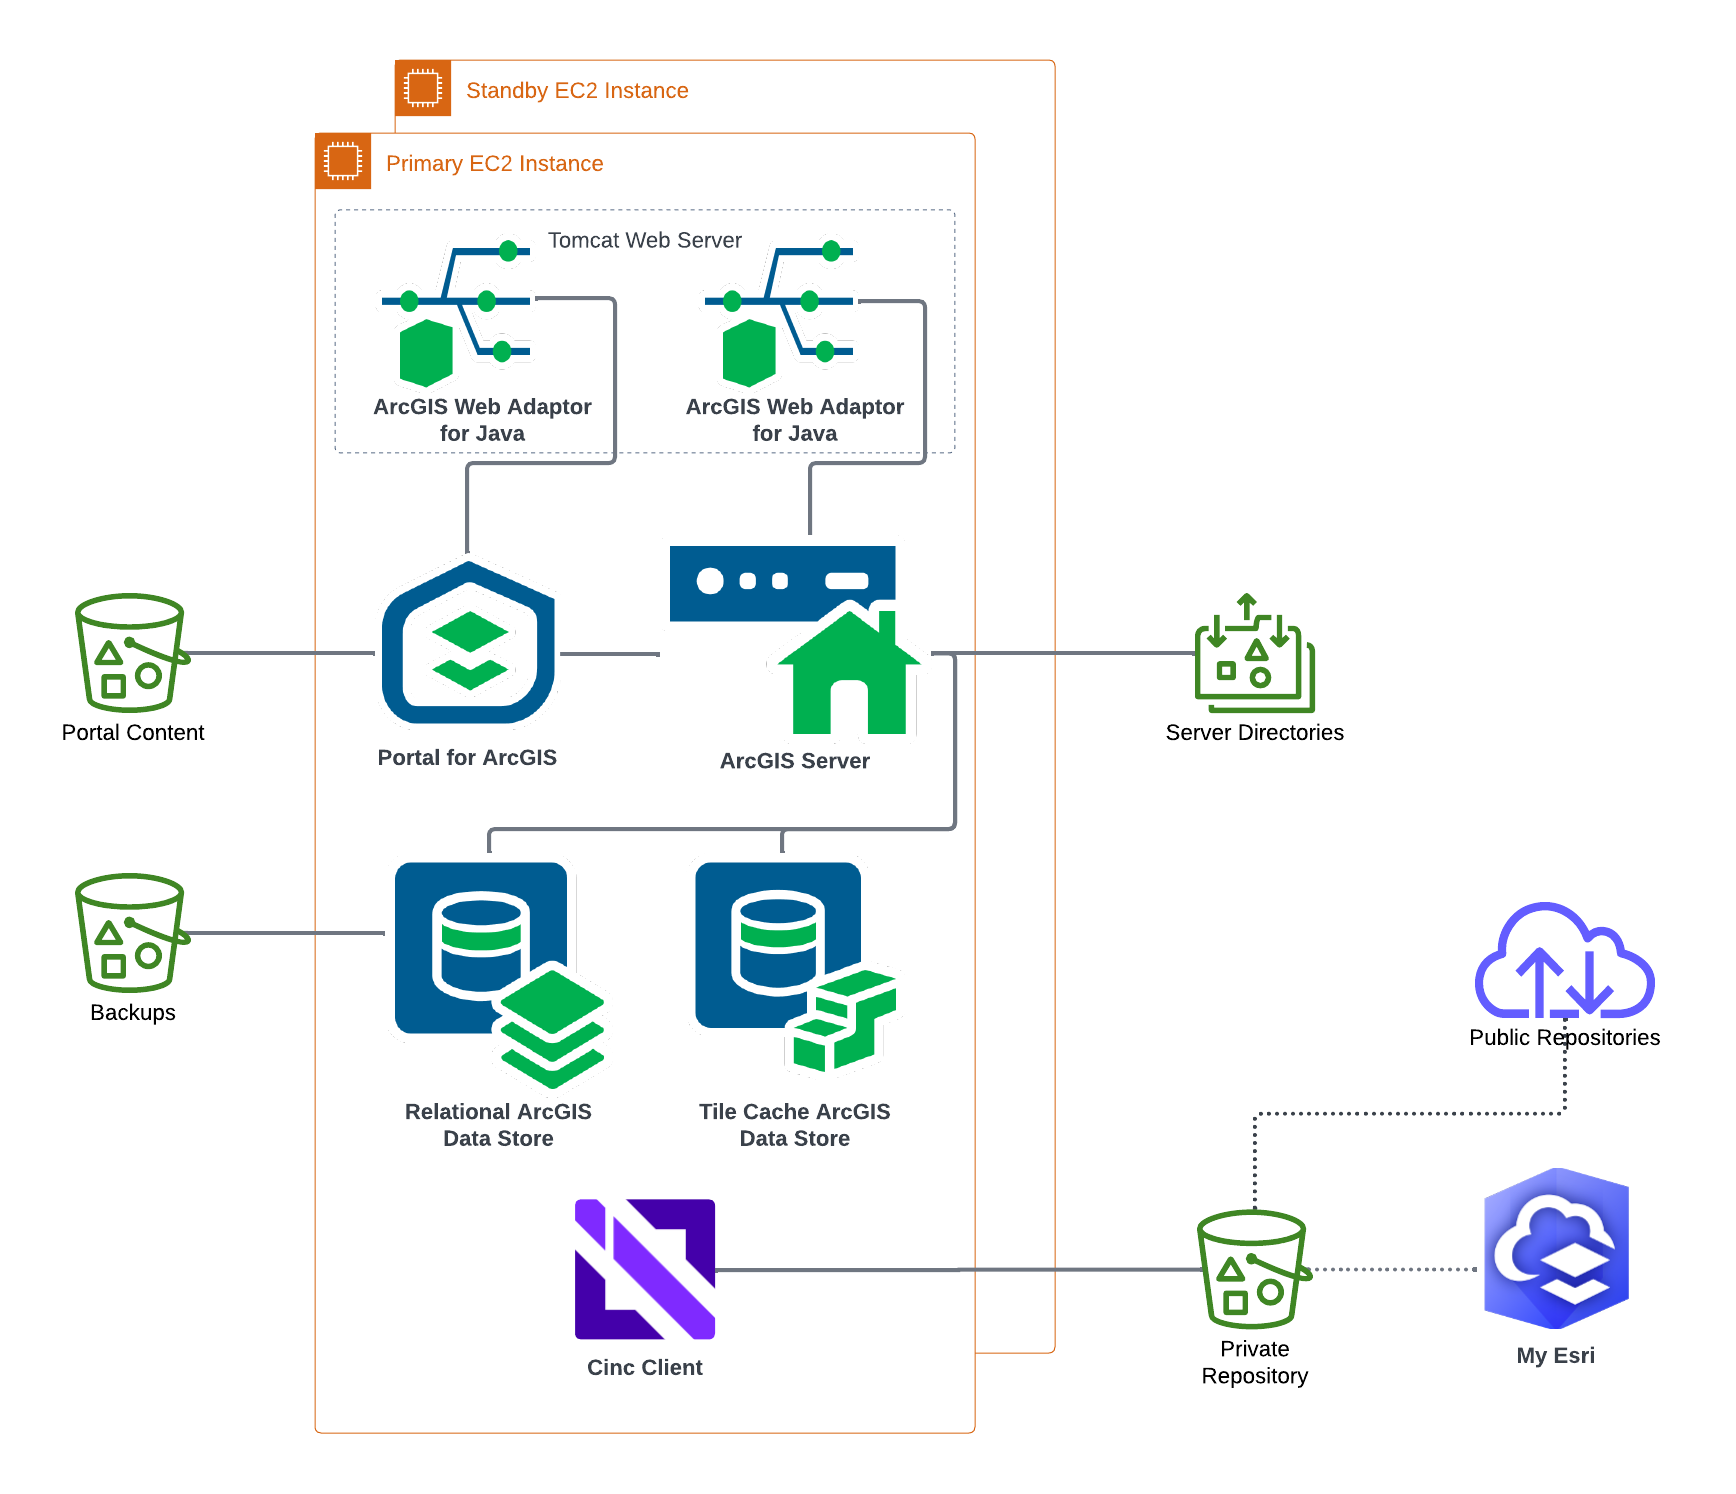 Standby EC2 Instance
Primary EC2 Instance
Tomcat Web Server
ArcGIS Web Adaptor
for Java
ArcGIS Web Adaptor
for Java
Portal Content
Portal for ArcGIS
ArcGIS Server
Server Directories
Backups
Relational ArcGIS
Data Store
Tile Cache ArcGIS
Data Store
Public Repositories
Cinc Client
Private
Repository
My Esri